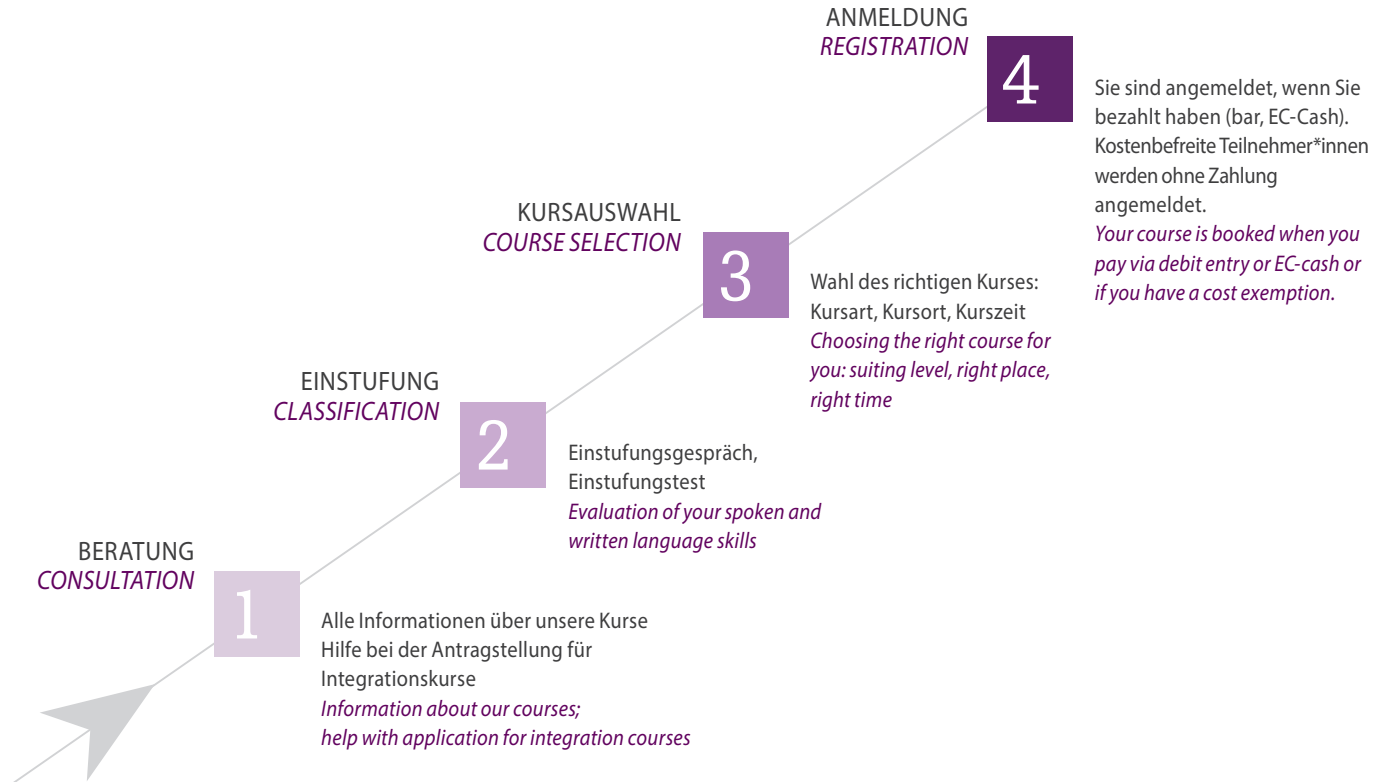 ANMELDUNG
REGISTRATION
4
Sie sind angemeldet, wenn Sie
bezahlt haben (bar, EC-Cash).
Kostenbefreite Teilnehmer*innen
werden ohne Zahlung
angemeldet.
Your course is booked when you
pay via debit entry or EC-cash or
if you have a cost exemption.
KURSAUSWAHL
COURSE SELECTION
3
Wahl des richtigen Kurses:
Kursart, Kursort, Kurszeit
Choosing the right course for
you: suiting level, right place,
right time
EINSTUFUNG
CLASSIFICATION
2
Einstufungsgespräch,
Einstufungstest
Evaluation of your spoken and
written language skills
BERATUNG
CONSULTATION
1
Alle Informationen über unsere Kurse
Hilfe bei der Antragstellung für
Integrationskurse
Information about our courses;
help with application for integration courses